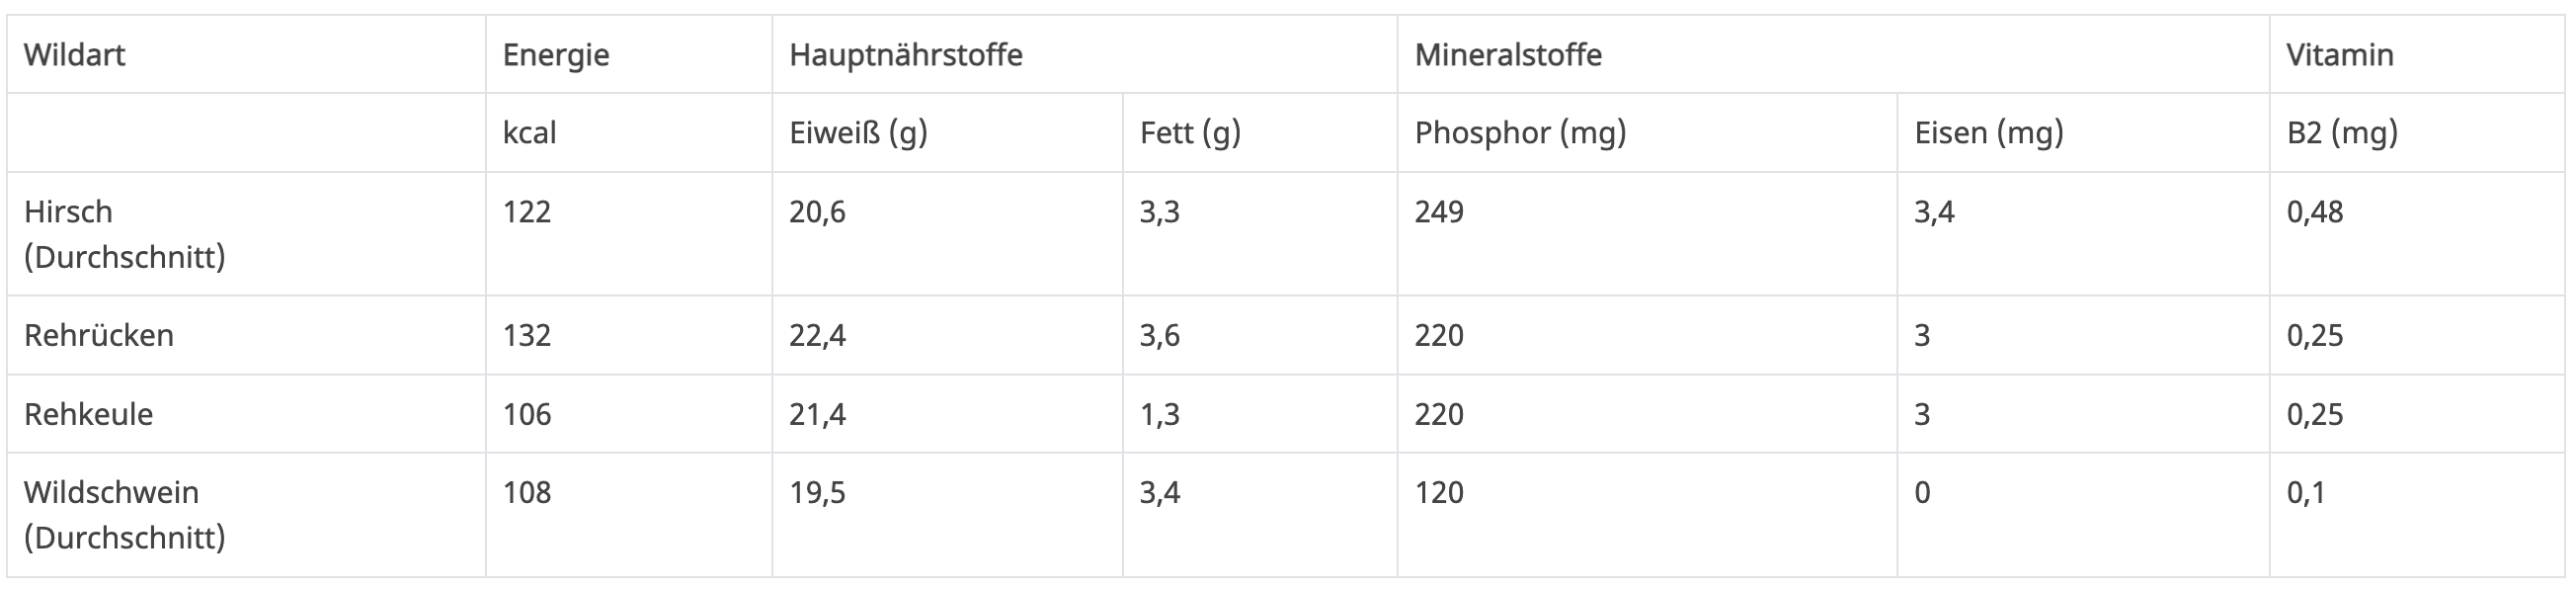 Wildart Energie Hauptnährstoffe Mineralstoffe Vitamin
kcal Eiweiß (g) Fett (g) Phosphor (mg) Eisen (mg) B2 (mg)
Hirsch 122 20,6 3,3 249 3,4 0,48
(Durchschnitt)
Rehrücken 132 22,4 3,6 220 3 0,25
Rehkeule 106 21,4 1,3 220 3 0,25
Wildschwein 108 19,5 3,4 120 0 0,1
(Durchschnitt)